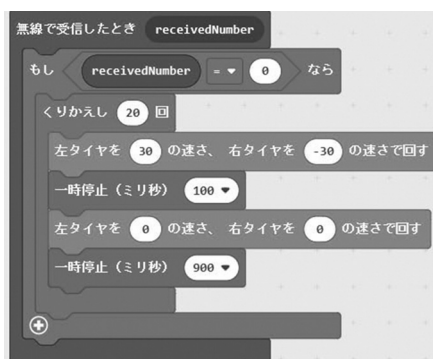 無線で受信したとき receivedNumber
もし receivedNumber = ▼ 0 なら
くりかえし 20 回
左タイヤを 30 の速さ、右タイヤを -30 の速さで回す
一時停止（ミリ秒） 100 ▼
左タイヤを 0 の速さ、右タイヤを 0 の速さで回す
一時停止（ミリ秒） 900 ▼